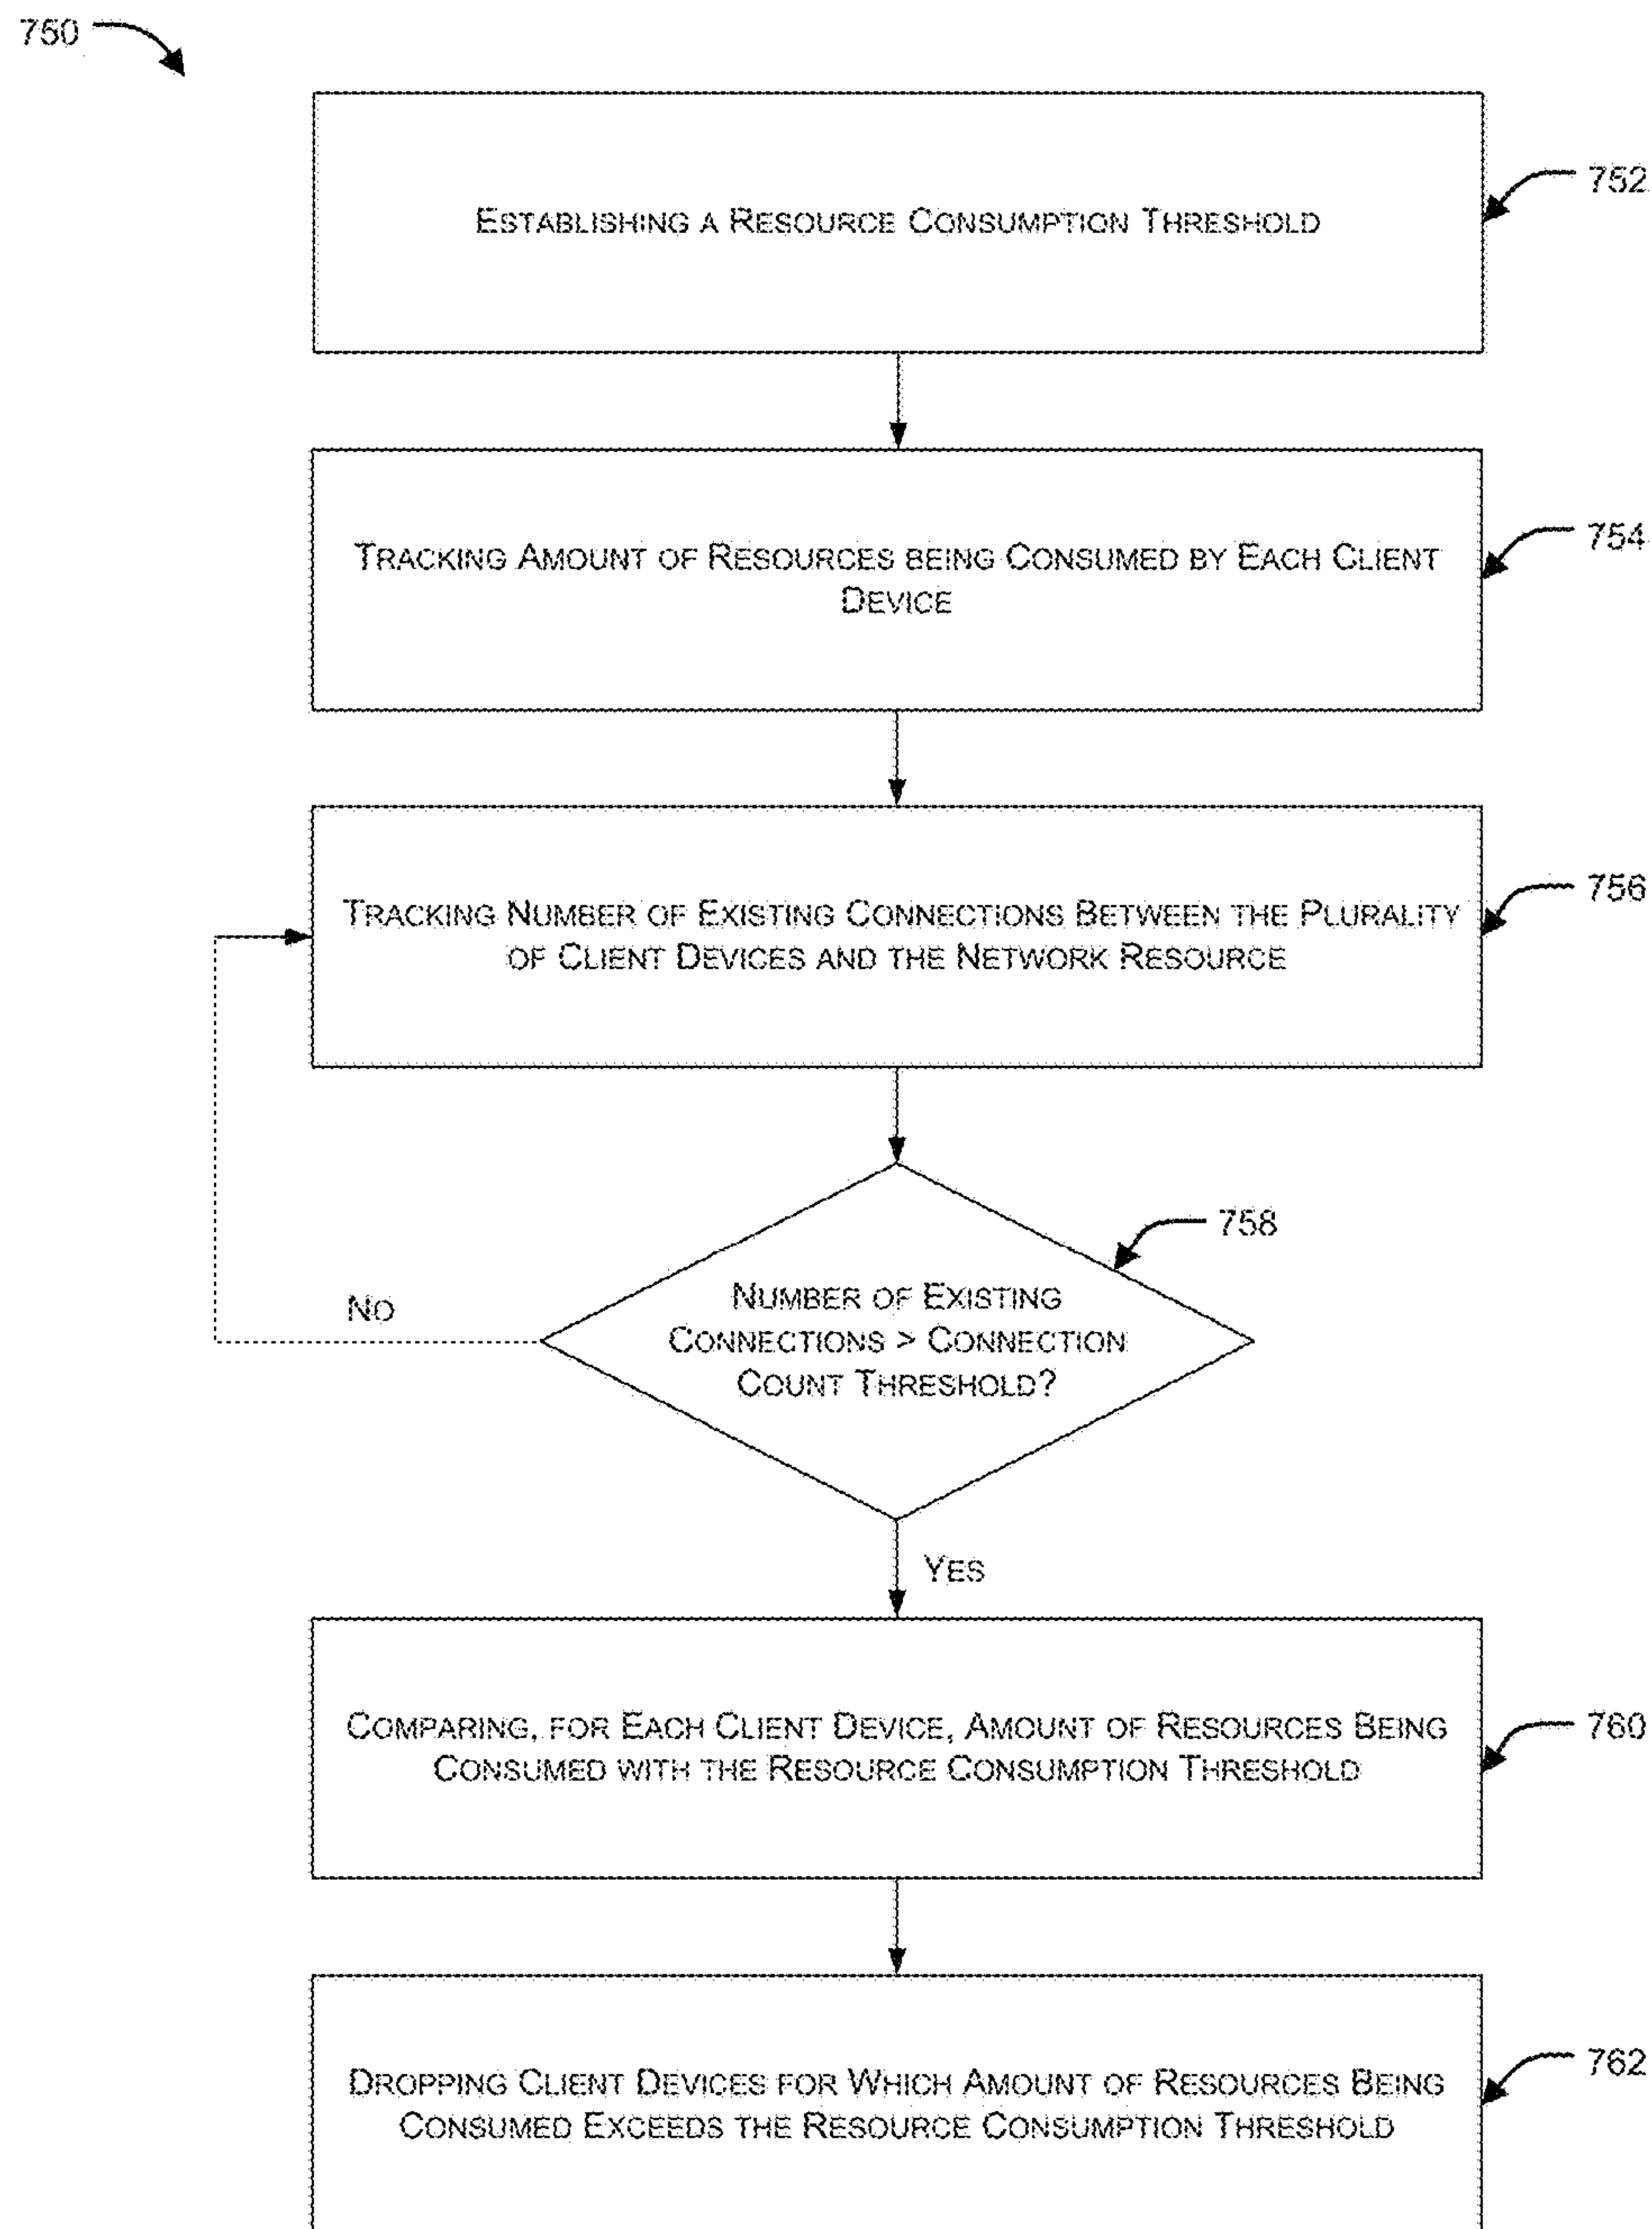 750
ESTABLISHING A RESOURCE CONSUMPTION THRESHOLD
752
TRACKING AMOUNT OF RESOURCES BEING CONSUMED BY EACH CLIENT
DEVICE
754
TRACKING NUMBER OF EXISTING CONNECTIONS BETWEEN THE PLURALITY
OF CLIENT DEVICES AND THE NETWORK RESOURCE
756
758
NUMBER OF EXISTING
CONNECTIONS > CONNECTION
COUNT THRESHOLD?
NO
YES
COMPARING, FOR EACH CLIENT DEVICE, AMOUNT OF RESOURCES BEING
CONSUMED WITH THE RESOURCE CONSUMPTION THRESHOLD
760
DROPPING CLIENT DEVICES FOR WHICH AMOUNT OF RESOURCES BEING
CONSUMED EXCEEDS THE RESOURCE CONSUMPTION THRESHOLD
762